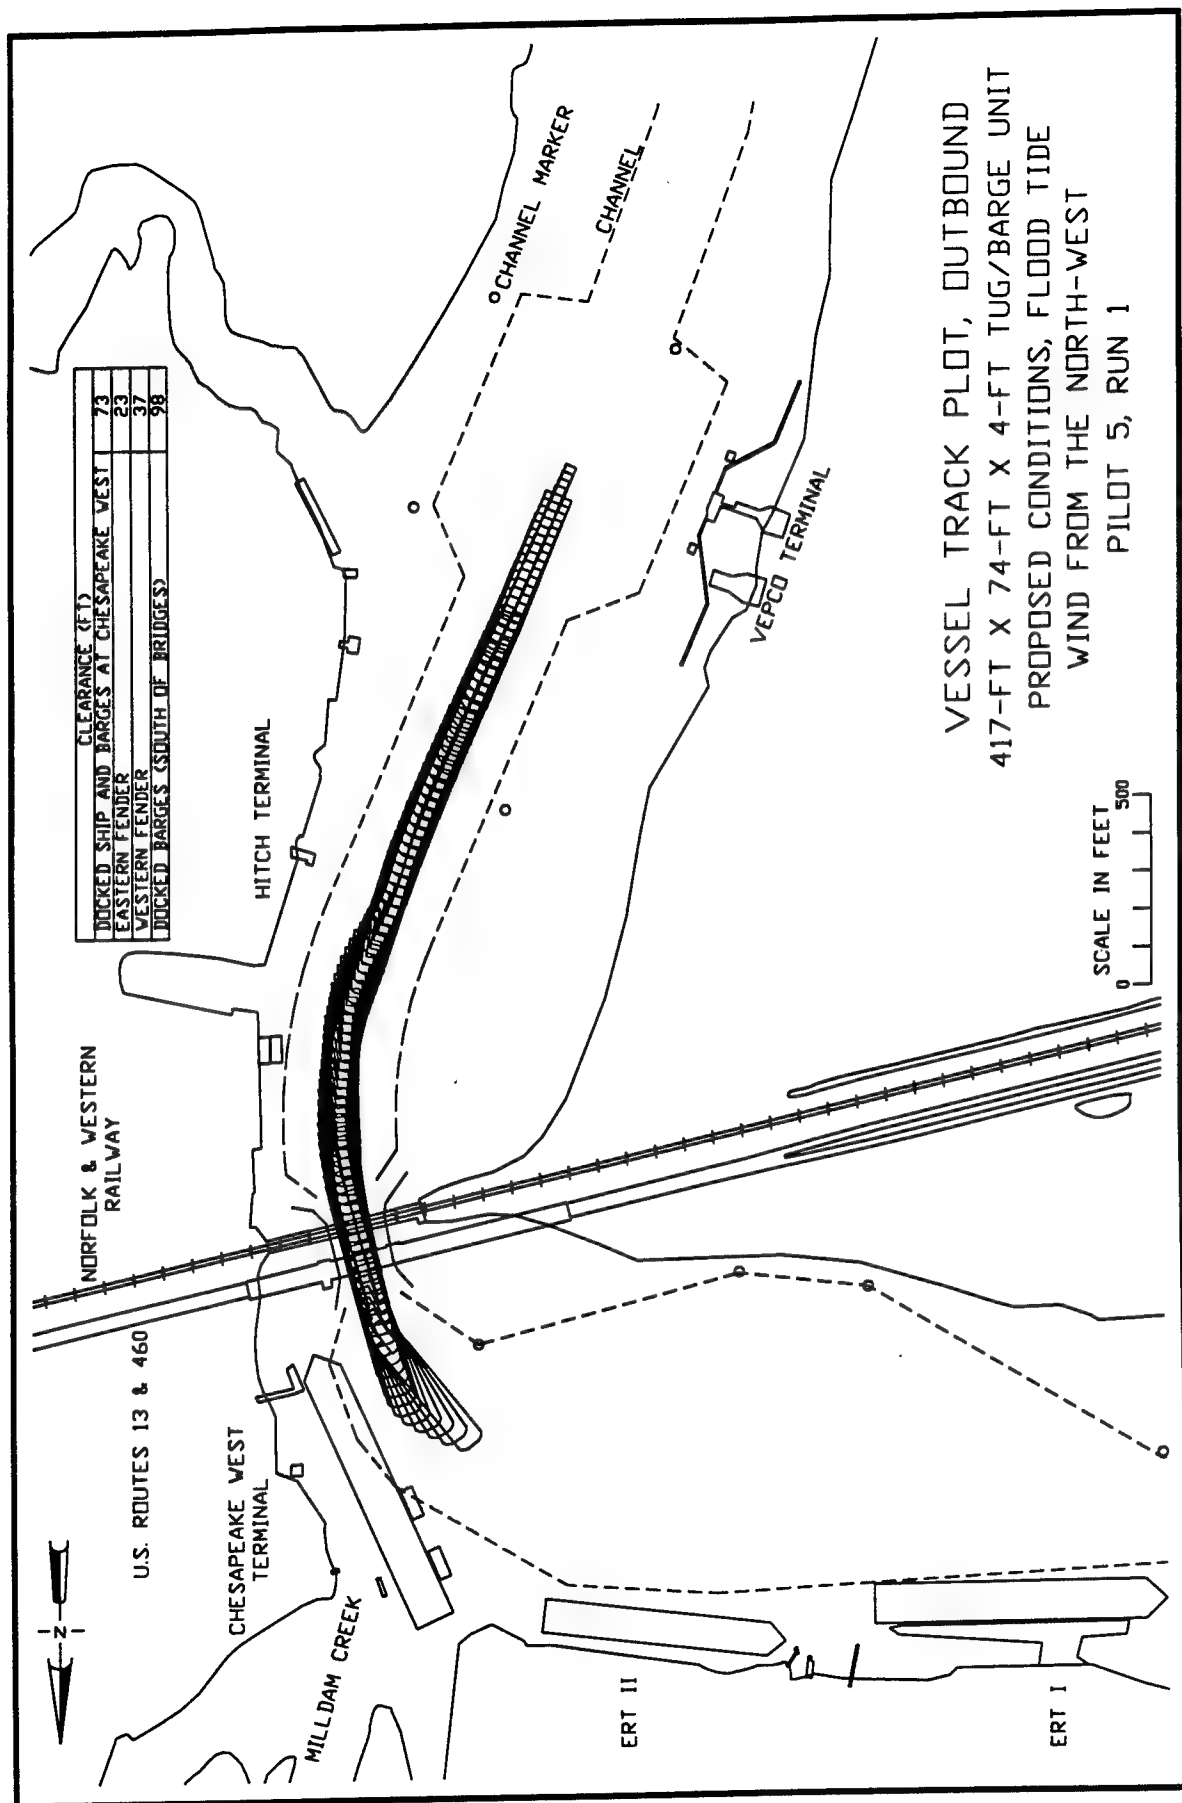 CLEARANCE (FT)
DOCKED SHIP AND BARGES AT CHESAPEAKE WEST 73
EASTERN FENDER 23
WESTERN FENDER 37
DOCKED BARGES (SOUTH OF BRIDGES) 98
N
U.S. ROUTES 13 & 460
NORFOLK & WESTERN
RAILWAY
HITCH TERMINAL
CHANNEL MARKER
CHANNEL
CHESAPEAKE WEST
TERMINAL
MILLDAM CREEK
VEPCO TERMINAL
ERT II
ERT I
SCALE IN FEET
0 500
VESSEL TRACK PLOT, OUTBOUND
417-FT X 74-FT X 4-FT TUG/BARGE UNIT
PROPOSED CONDITIONS, FLOOD TIDE
WIND FROM THE NORTH-WEST
PILOT 5, RUN 1